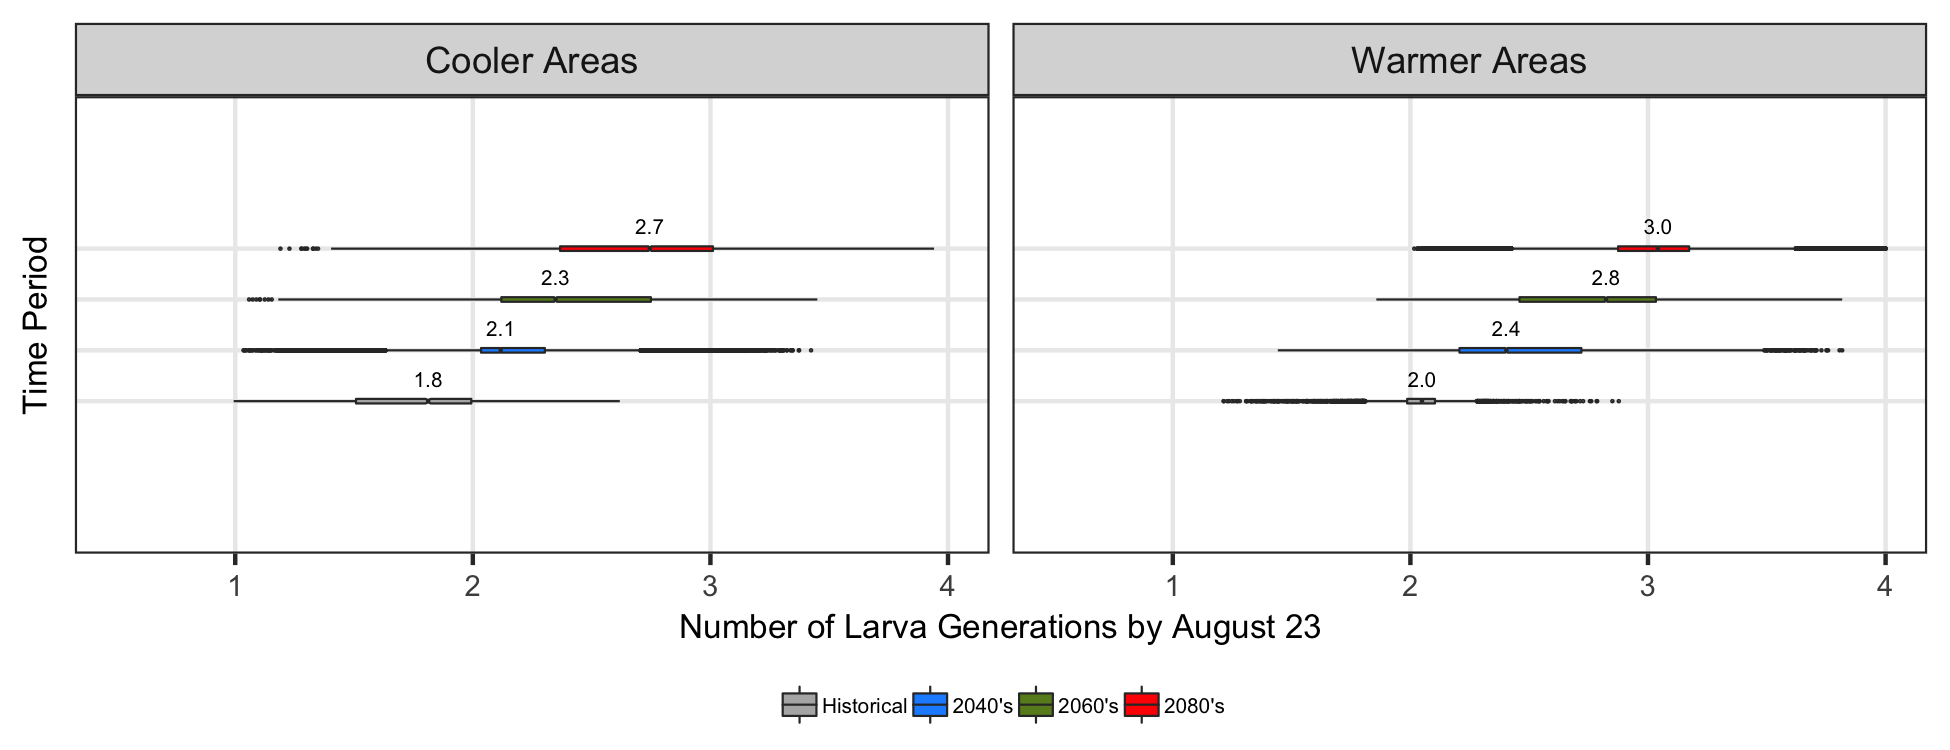 Cooler Areas
Warmer Areas
Time Period
2.7
2.3
2.1
1.8
3.0
2.8
2.4
2.0
1 2 3 4
1 2 3 4
Number of Larva Generations by August 23
Historical 2040's 2060's 2080's